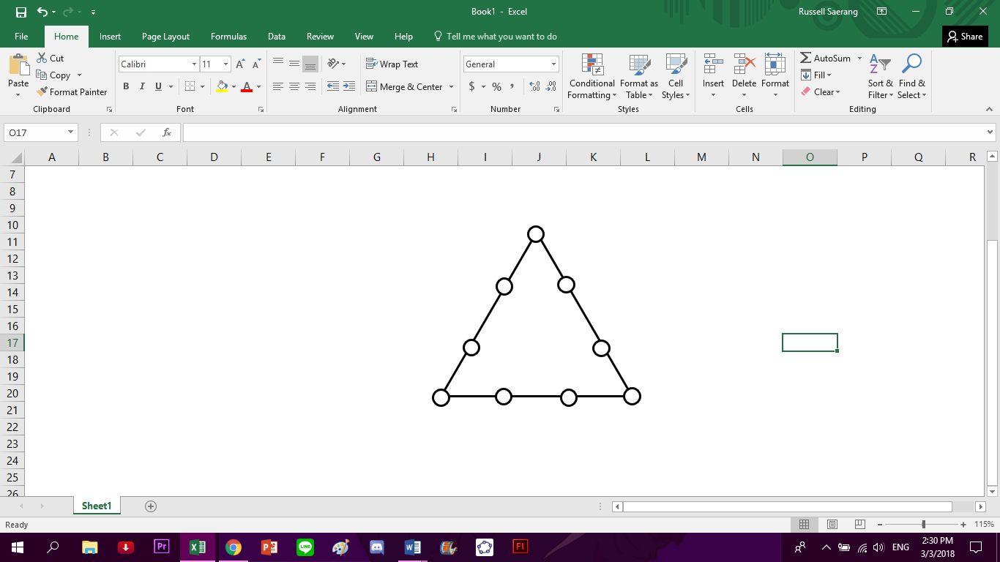 Book1 - Excel
Russell Saerang
File Home Insert Page Layout Formulas Data Review View Help Tell me what you want to do Share
Paste
Cut
Copy
Format Painter
Clipboard
Calibri 11
B I U
Font
Wrap Text
Merge & Center
Alignment
General
$ % ,
Number
Conditional Formatting
Format as Table
Cell Styles
Styles
Insert Delete Format
Cells
AutoSum
Fill
Clear
Sort & Filter
Find & Select
Editing
O17
fx
A B C D E F G H I J K L M N O P Q R
7
8
9
10
11
12
13
14
15
16
17
18
19
20
21
22
23
24
25
26
Sheet1
Ready
115%
Pr
LINE
Fl
ENG
2:30 PM
3/3/2018